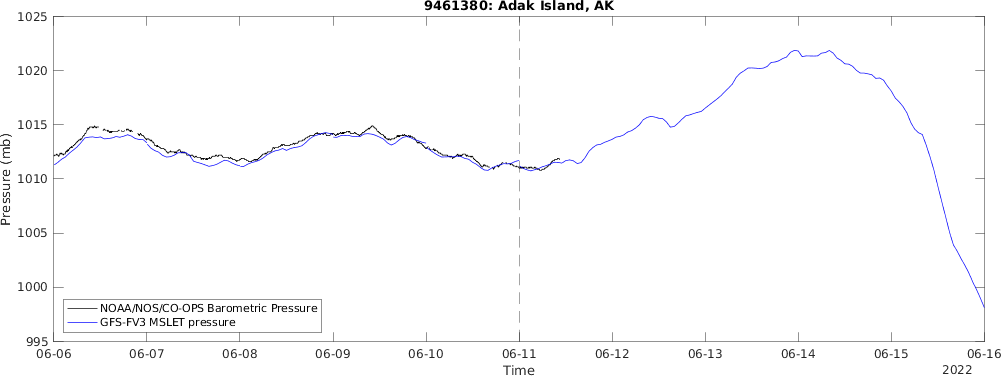 9461380: Adak Island, AK
Pressure (mb)
1025
1020
1015
1010
1005
1000
995
NOAA/NOS/CO-OPS Barometric Pressure
GFS-FV3 MSLET pressure
06-06 06-07 06-08 06-09 06-10 06-11 06-12 06-13 06-14 06-15 06-16
Time
2022